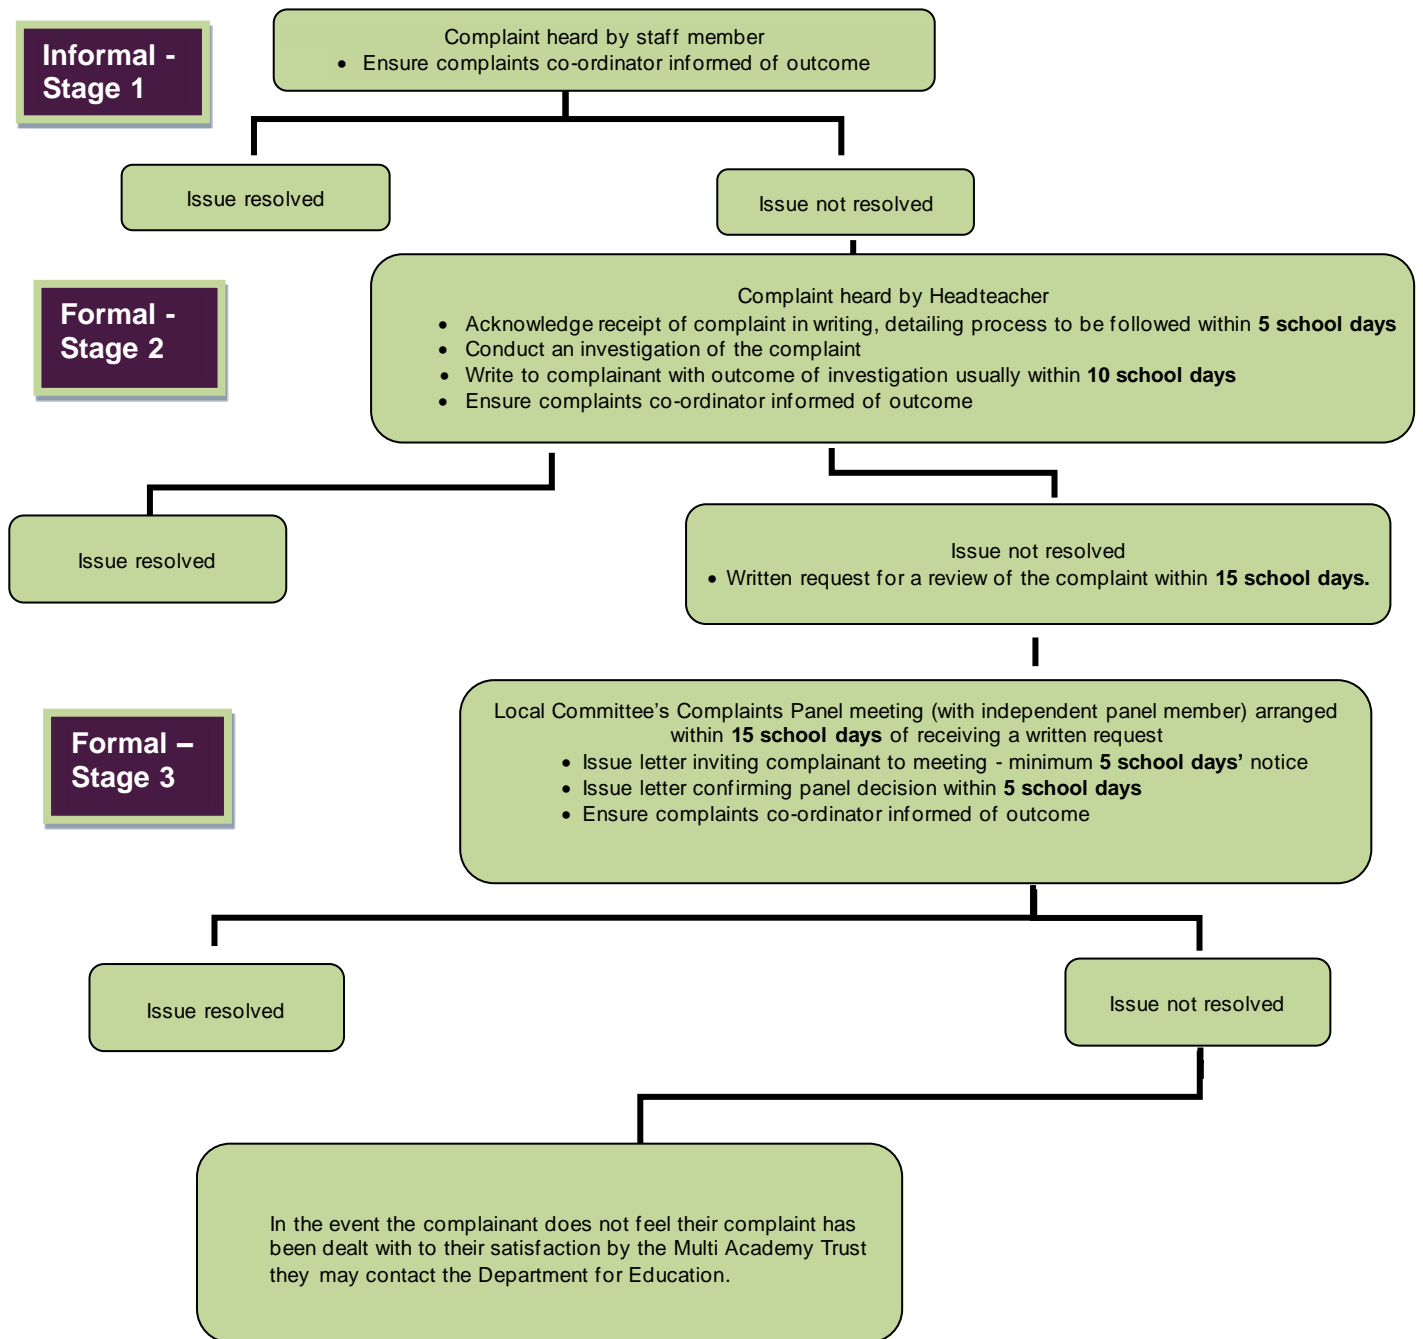 Informal -
Stage 1
Complaint heard by staff member
• Ensure complaints co-ordinator informed of outcome
Issue resolved
Issue not resolved
Formal -
Stage 2
Complaint heard by Headteacher
• Acknowledge receipt of complaint in writing, detailing process to be followed within 5 school days
• Conduct an investigation of the complaint
• Write to complainant with outcome of investigation usually within 10 school days
• Ensure complaints co-ordinator informed of outcome
Issue resolved
Issue not resolved
• Written request for a review of the complaint within 15 school days.
Formal –
Stage 3
Local Committee's Complaints Panel meeting (with independent panel member) arranged
within 15 school days of receiving a written request
• Issue letter inviting complainant to meeting - minimum 5 school days' notice
• Issue letter confirming panel decision within 5 school days
• Ensure complaints co-ordinator informed of outcome
Issue resolved
Issue not resolved
In the event the complainant does not feel their complaint has
been dealt with to their satisfaction by the Multi Academy Trust
they may contact the Department for Education.